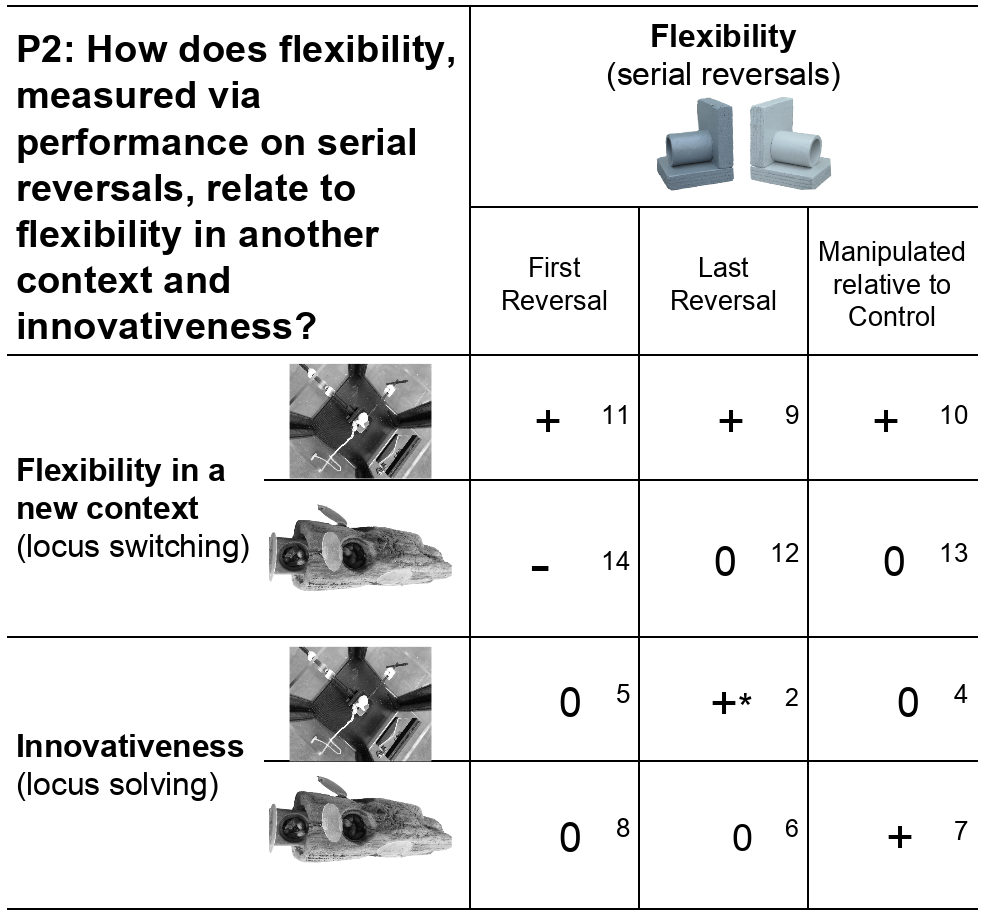 P2: How does flexibility,
measured via
performance on serial
reversals, relate to
flexibility in another
context and
innovativeness?
Flexibility
(serial reversals)
First
Reversal
Last
Reversal
Manipulated
relative to
Control
Flexibility in a
new context
(locus switching)
+ 11
+ 9
+ 10
- 14
0 12
0 13
Innovativeness
(locus solving)
0 5
+* 2
0 4
0 8
0 6
+ 7